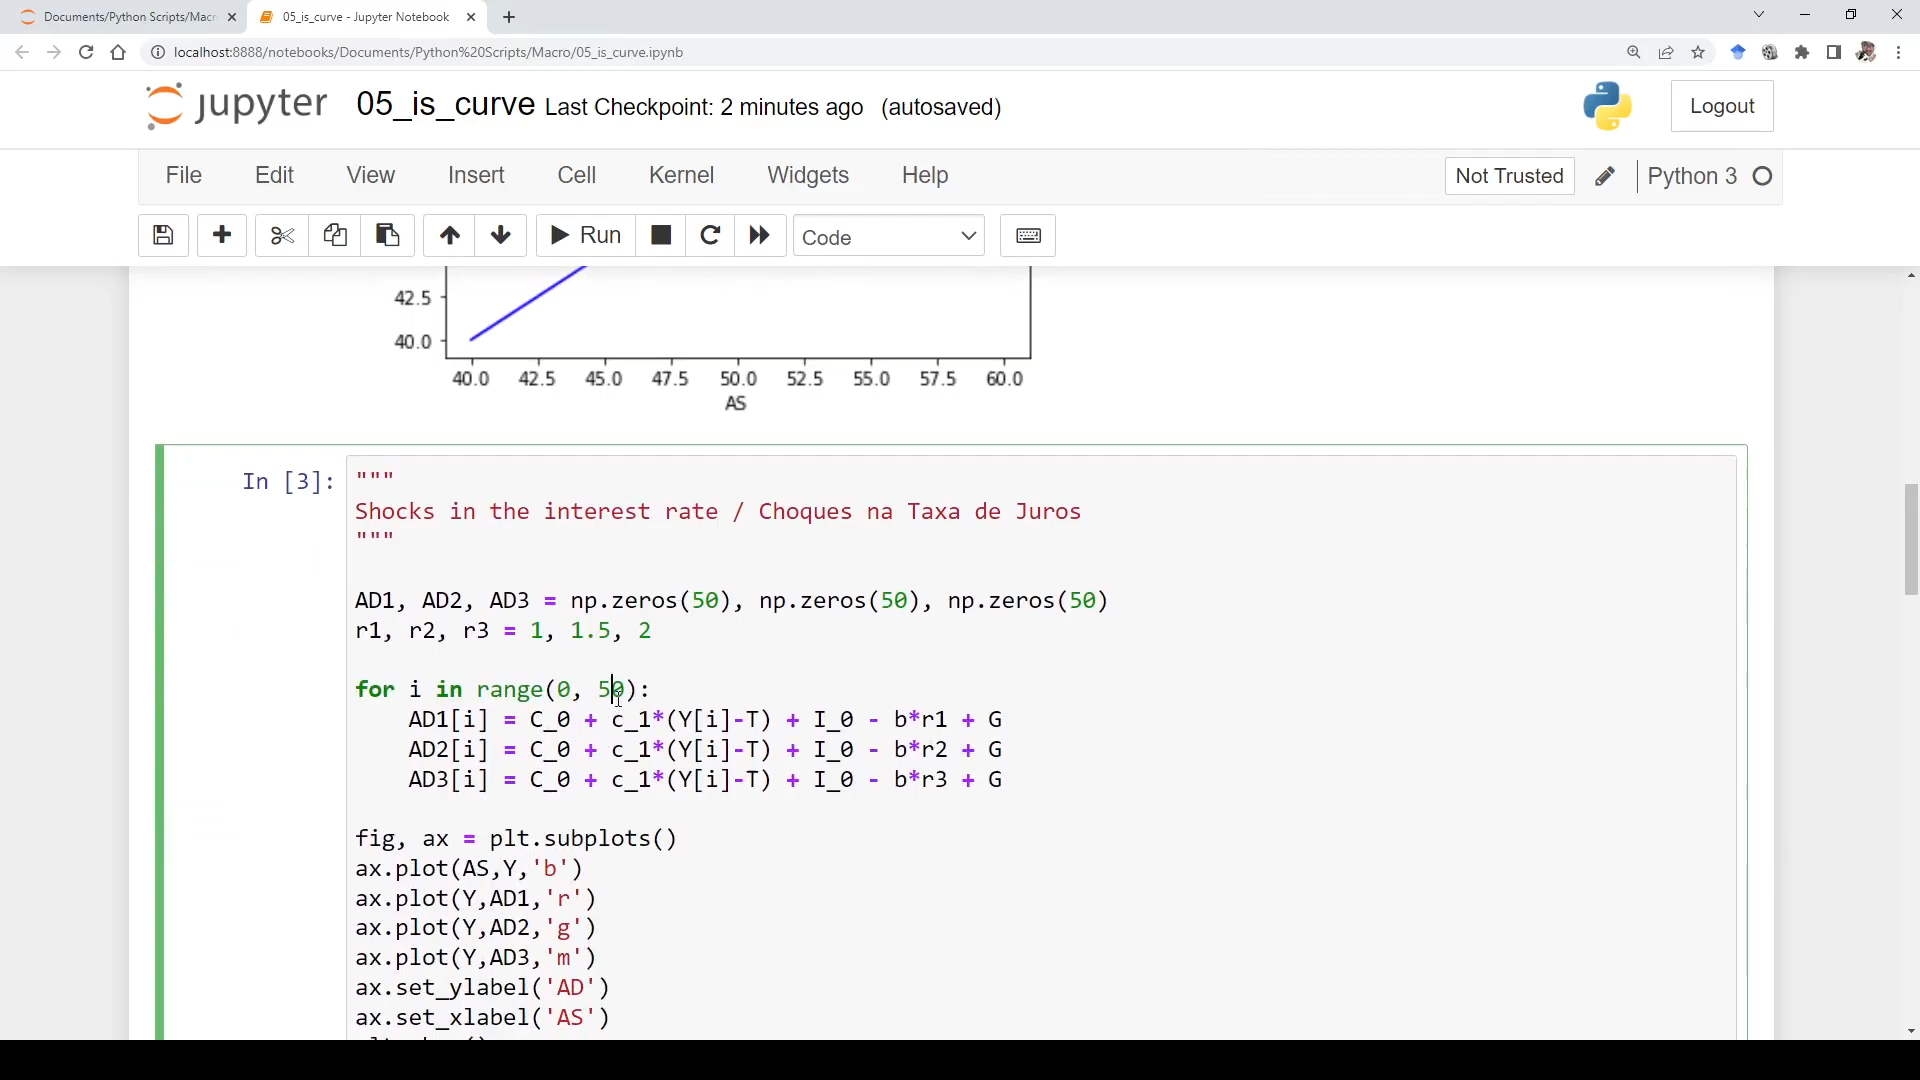 Documents/Python Scripts/Macr
05_is_curve - Jupyter Notebook
localhost:8888/notebooks/Documents/Python%20Scripts/Macro/05_is_curve.ipynb
jupyter 05_is_curve Last Checkpoint: 2 minutes ago (autosaved)
Logout
File Edit View Insert Cell Kernel Widgets Help
Not Trusted
Python 3
Run
Code
42.5
40.0
40.0 42.5 45.0 47.5 50.0 52.5 55.0 57.5 60.0
AS
In [3]:
"""
Shocks in the interest rate / Choques na Taxa de Juros
"""
AD1, AD2, AD3 = np.zeros(50), np.zeros(50), np.zeros(50)
r1, r2, r3 = 1, 1.5, 2
for i in range(0, 50):
AD1[i] = C_0 + c_1*(Y[i]-T) + I_0 - b*r1 + G
AD2[i] = C_0 + c_1*(Y[i]-T) + I_0 - b*r2 + G
AD3[i] = C_0 + c_1*(Y[i]-T) + I_0 - b*r3 + G
fig, ax = plt.subplots()
ax.plot(AS,Y,'b')
ax.plot(Y,AD1,'r')
ax.plot(Y,AD2,'g')
ax.plot(Y,AD3,'m')
ax.set_ylabel('AD')
ax.set_xlabel('AS')